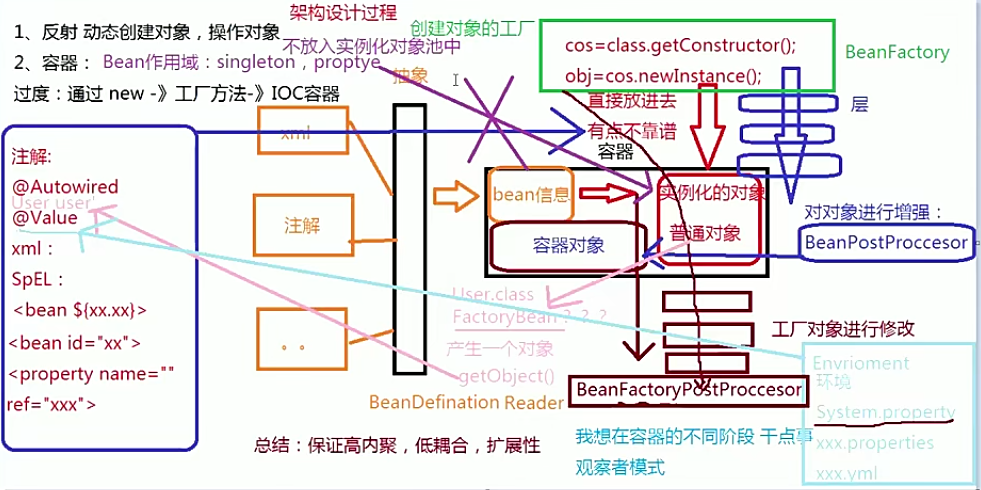 架构设计过程
1、反射 动态创建对象，操作对象
创建对象的工厂
不放入实例化对象池中
2、容器： Bean作用域：singleton，proptye
抽象
过度：通过 new -》工厂方法-》IOC容器
cos=class.getConstructor();
obj=cos.newInstance();
BeanFactory
直接放进去
有点不靠谱
层
容器
xml
注解
。。
注解:
@Autowired
User user'
@Value
xml：
SpEL：
<bean ${xx.xx}>
<bean id="xx">
<property name=""
ref="xxx">
bean信息
实例化的对象
容器对象
普通对象
对对象进行增强：
BeanPostProccesor
User.class
FactoryBean ? ? ?
产生一个对象
getObject()
BeanDefination Reader
工厂对象进行修改
BeanFactoryPostProccesor
Envrioment
环境
System.property
xxx.properties
xxx.yml
总结：保证高内聚，低耦合，扩展性
我想在容器的不同阶段 干点事
观察者模式